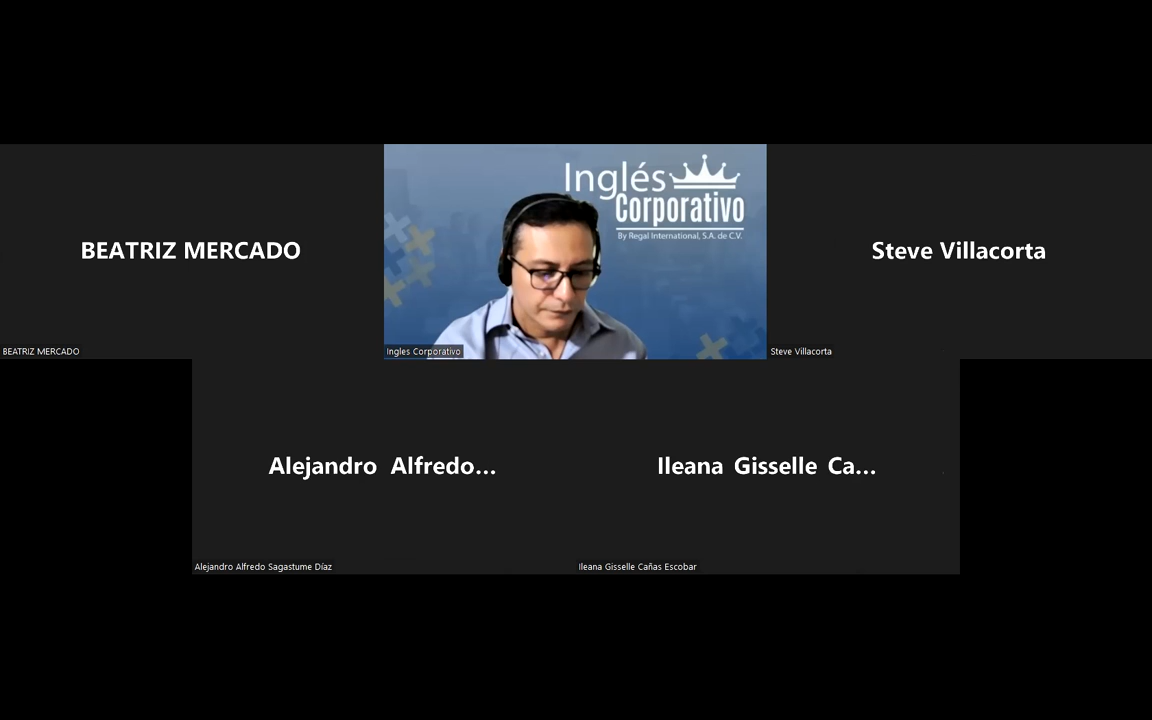 BEATRIZ MERCADO
BEATRIZ MERCADO
Inglés
Corporativo
By Regal International, S.A. de C.V.
Ingles Corporativo
Steve Villacorta
Steve Villacorta
Alejandro Alfredo...
Alejandro Alfredo Sagastume Díaz
Ileana Gisselle Ca...
Ileana Gisselle Cañas Escobar